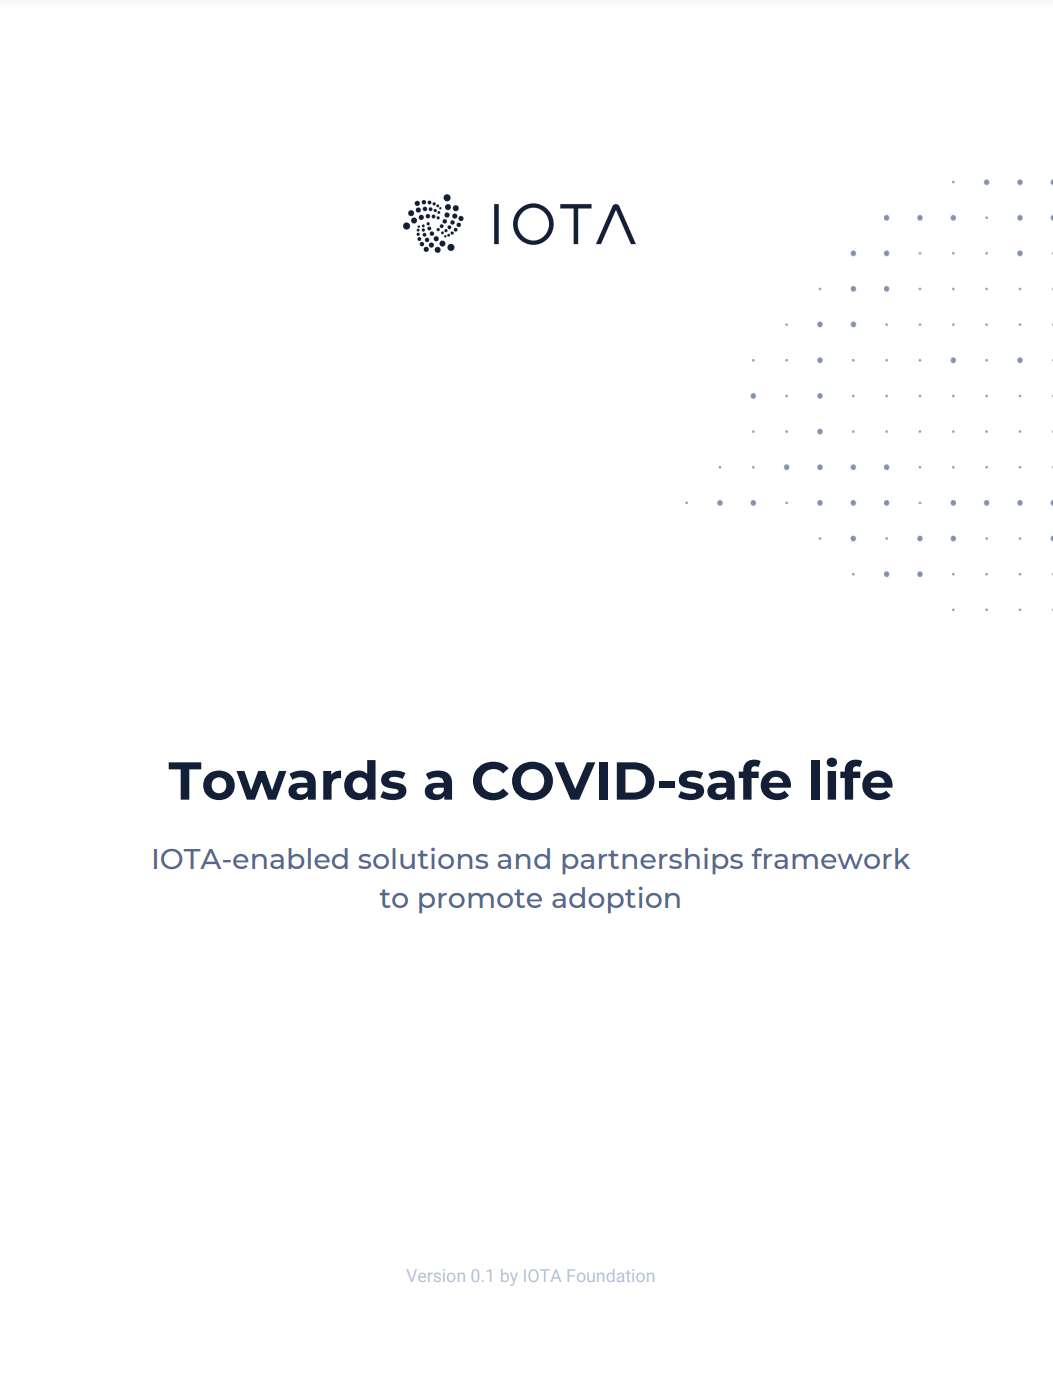 IOTA
Towards a COVID-safe life
IOTA-enabled solutions and partnerships framework
to promote adoption
Version 0.1 by IOTA Foundation